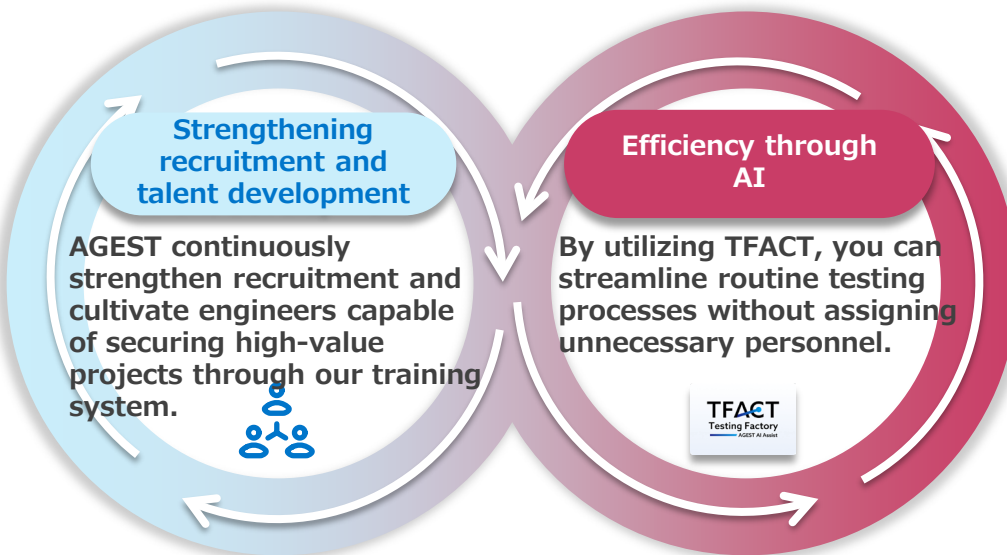 Strengthening
recruitment and
talent development
AGEST continuously
strengthen recruitment and
cultivate engineers capable
of securing high-value
projects through our training
system.
Efficiency through
AI
By utilizing TFACT, you can
streamline routine testing
processes without assigning
unnecessary personnel.
TFACT
Testing Factory
AGEST AI Assist